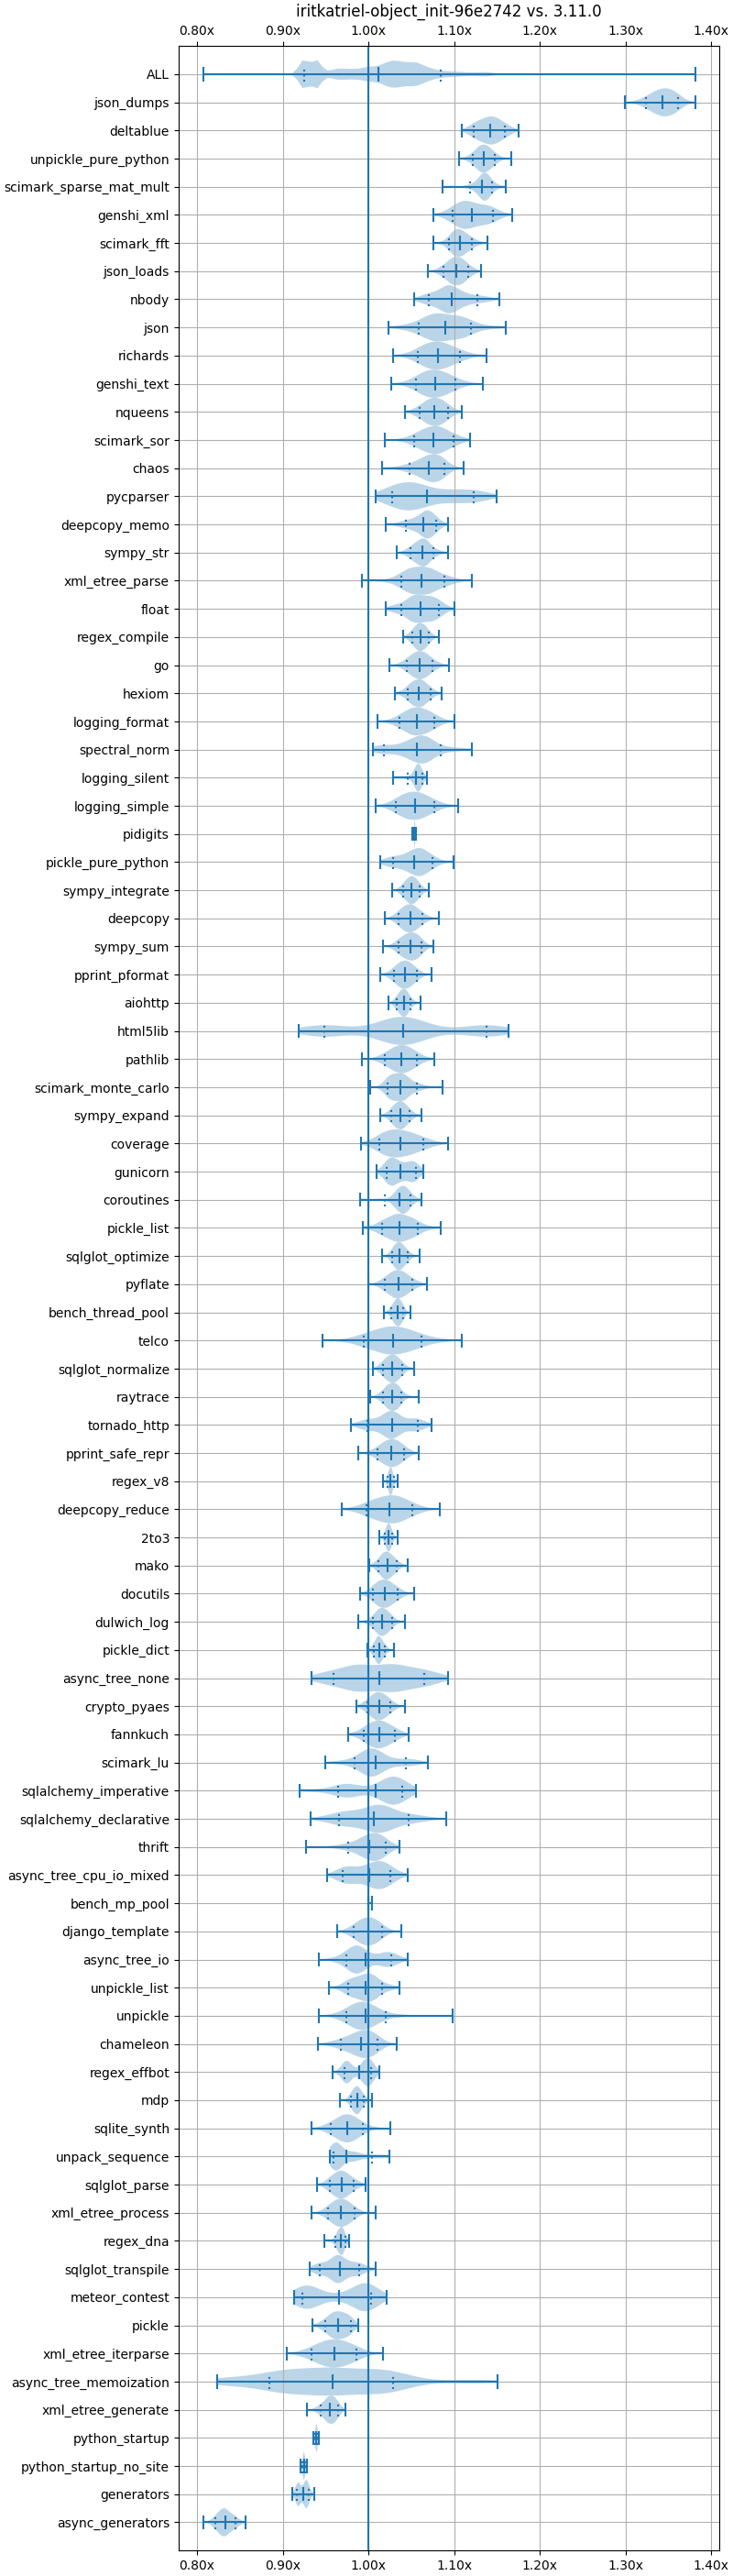 iritkatriel-object_init-96e2742 vs. 3.11.0
0.80x 0.90x 1.00x 1.10x 1.20x 1.30x 1.40x
ALL
json_dumps
deltablue
unpickle_pure_python
scimark_sparse_mat_mult
genshi_xml
scimark_fft
json_loads
nbody
json
richards
genshi_text
nqueens
scimark_sor
chaos
pycparser
deepcopy_memo
sympy_str
xml_etree_parse
float
regex_compile
go
hexiom
logging_format
spectral_norm
logging_silent
logging_simple
pidigits
pickle_pure_python
sympy_integrate
deepcopy
sympy_sum
pprint_pformat
aiohttp
html5lib
pathlib
scimark_monte_carlo
sympy_expand
coverage
gunicorn
coroutines
pickle_list
sqlglot_optimize
pyflate
bench_thread_pool
telco
sqlglot_normalize
raytrace
tornado_http
pprint_safe_repr
regex_v8
deepcopy_reduce
2to3
mako
docutils
dulwich_log
pickle_dict
async_tree_none
crypto_pyaes
fannkuch
scimark_lu
sqlalchemy_imperative
sqlalchemy_declarative
thrift
async_tree_cpu_io_mixed
bench_mp_pool
django_template
async_tree_io
unpickle_list
unpickle
chameleon
regex_effbot
mdp
sqlite_synth
unpack_sequence
sqlglot_parse
xml_etree_process
regex_dna
sqlglot_transpile
meteor_contest
pickle
xml_etree_iterparse
async_tree_memoization
xml_etree_generate
python_startup
python_startup_no_site
generators
async_generators
0.80x 0.90x 1.00x 1.10x 1.20x 1.30x 1.40x